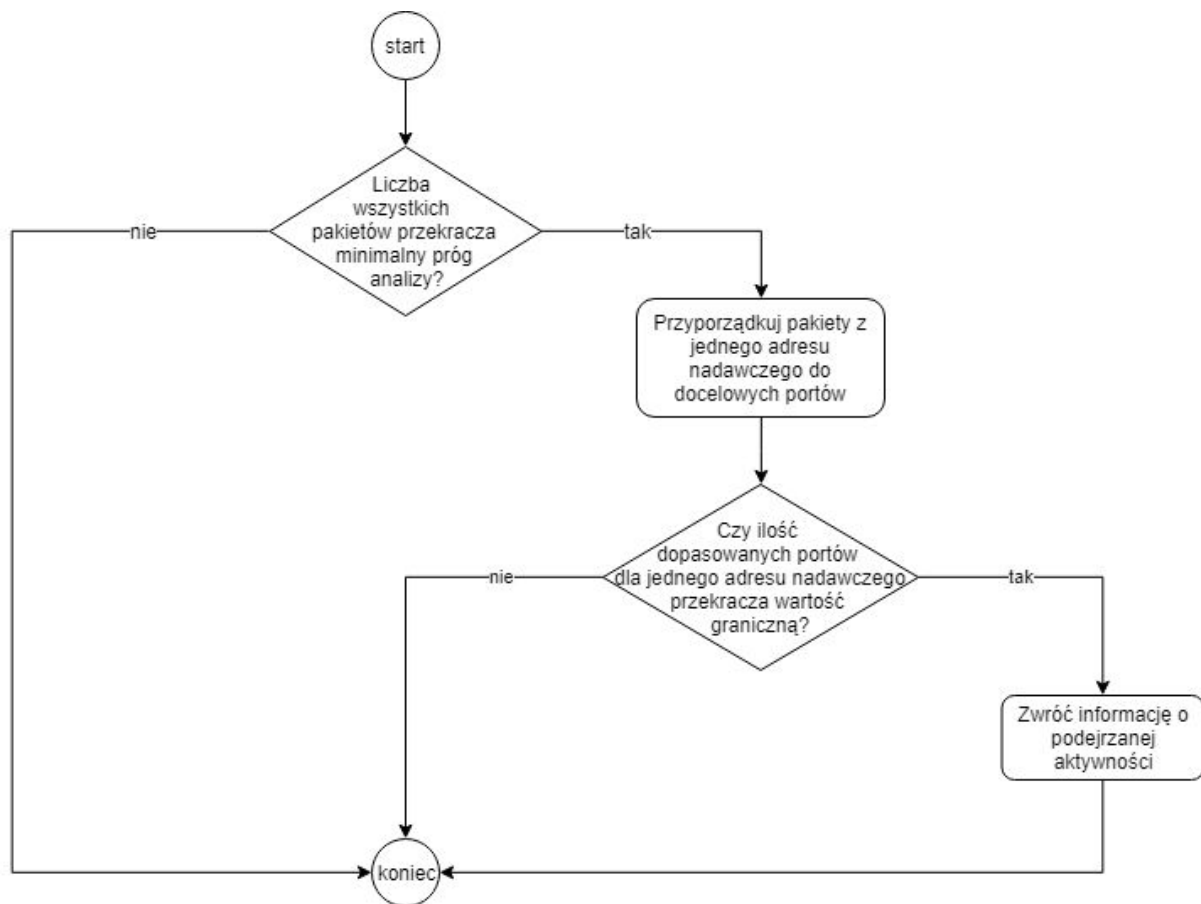 start
Liczba
wszystkich
pakietów przekracza
minimalny próg
analizy?
nie
tak
Przyporządkuj pakiety z
jednego adresu
nadawczego do
docelowych portów
Czy ilość
dopasowanych portów
dla jednego adresu nadawczego
przekracza wartość
graniczną?
nie
tak
Zwróć informację o
podejrzanej
aktywności
koniec